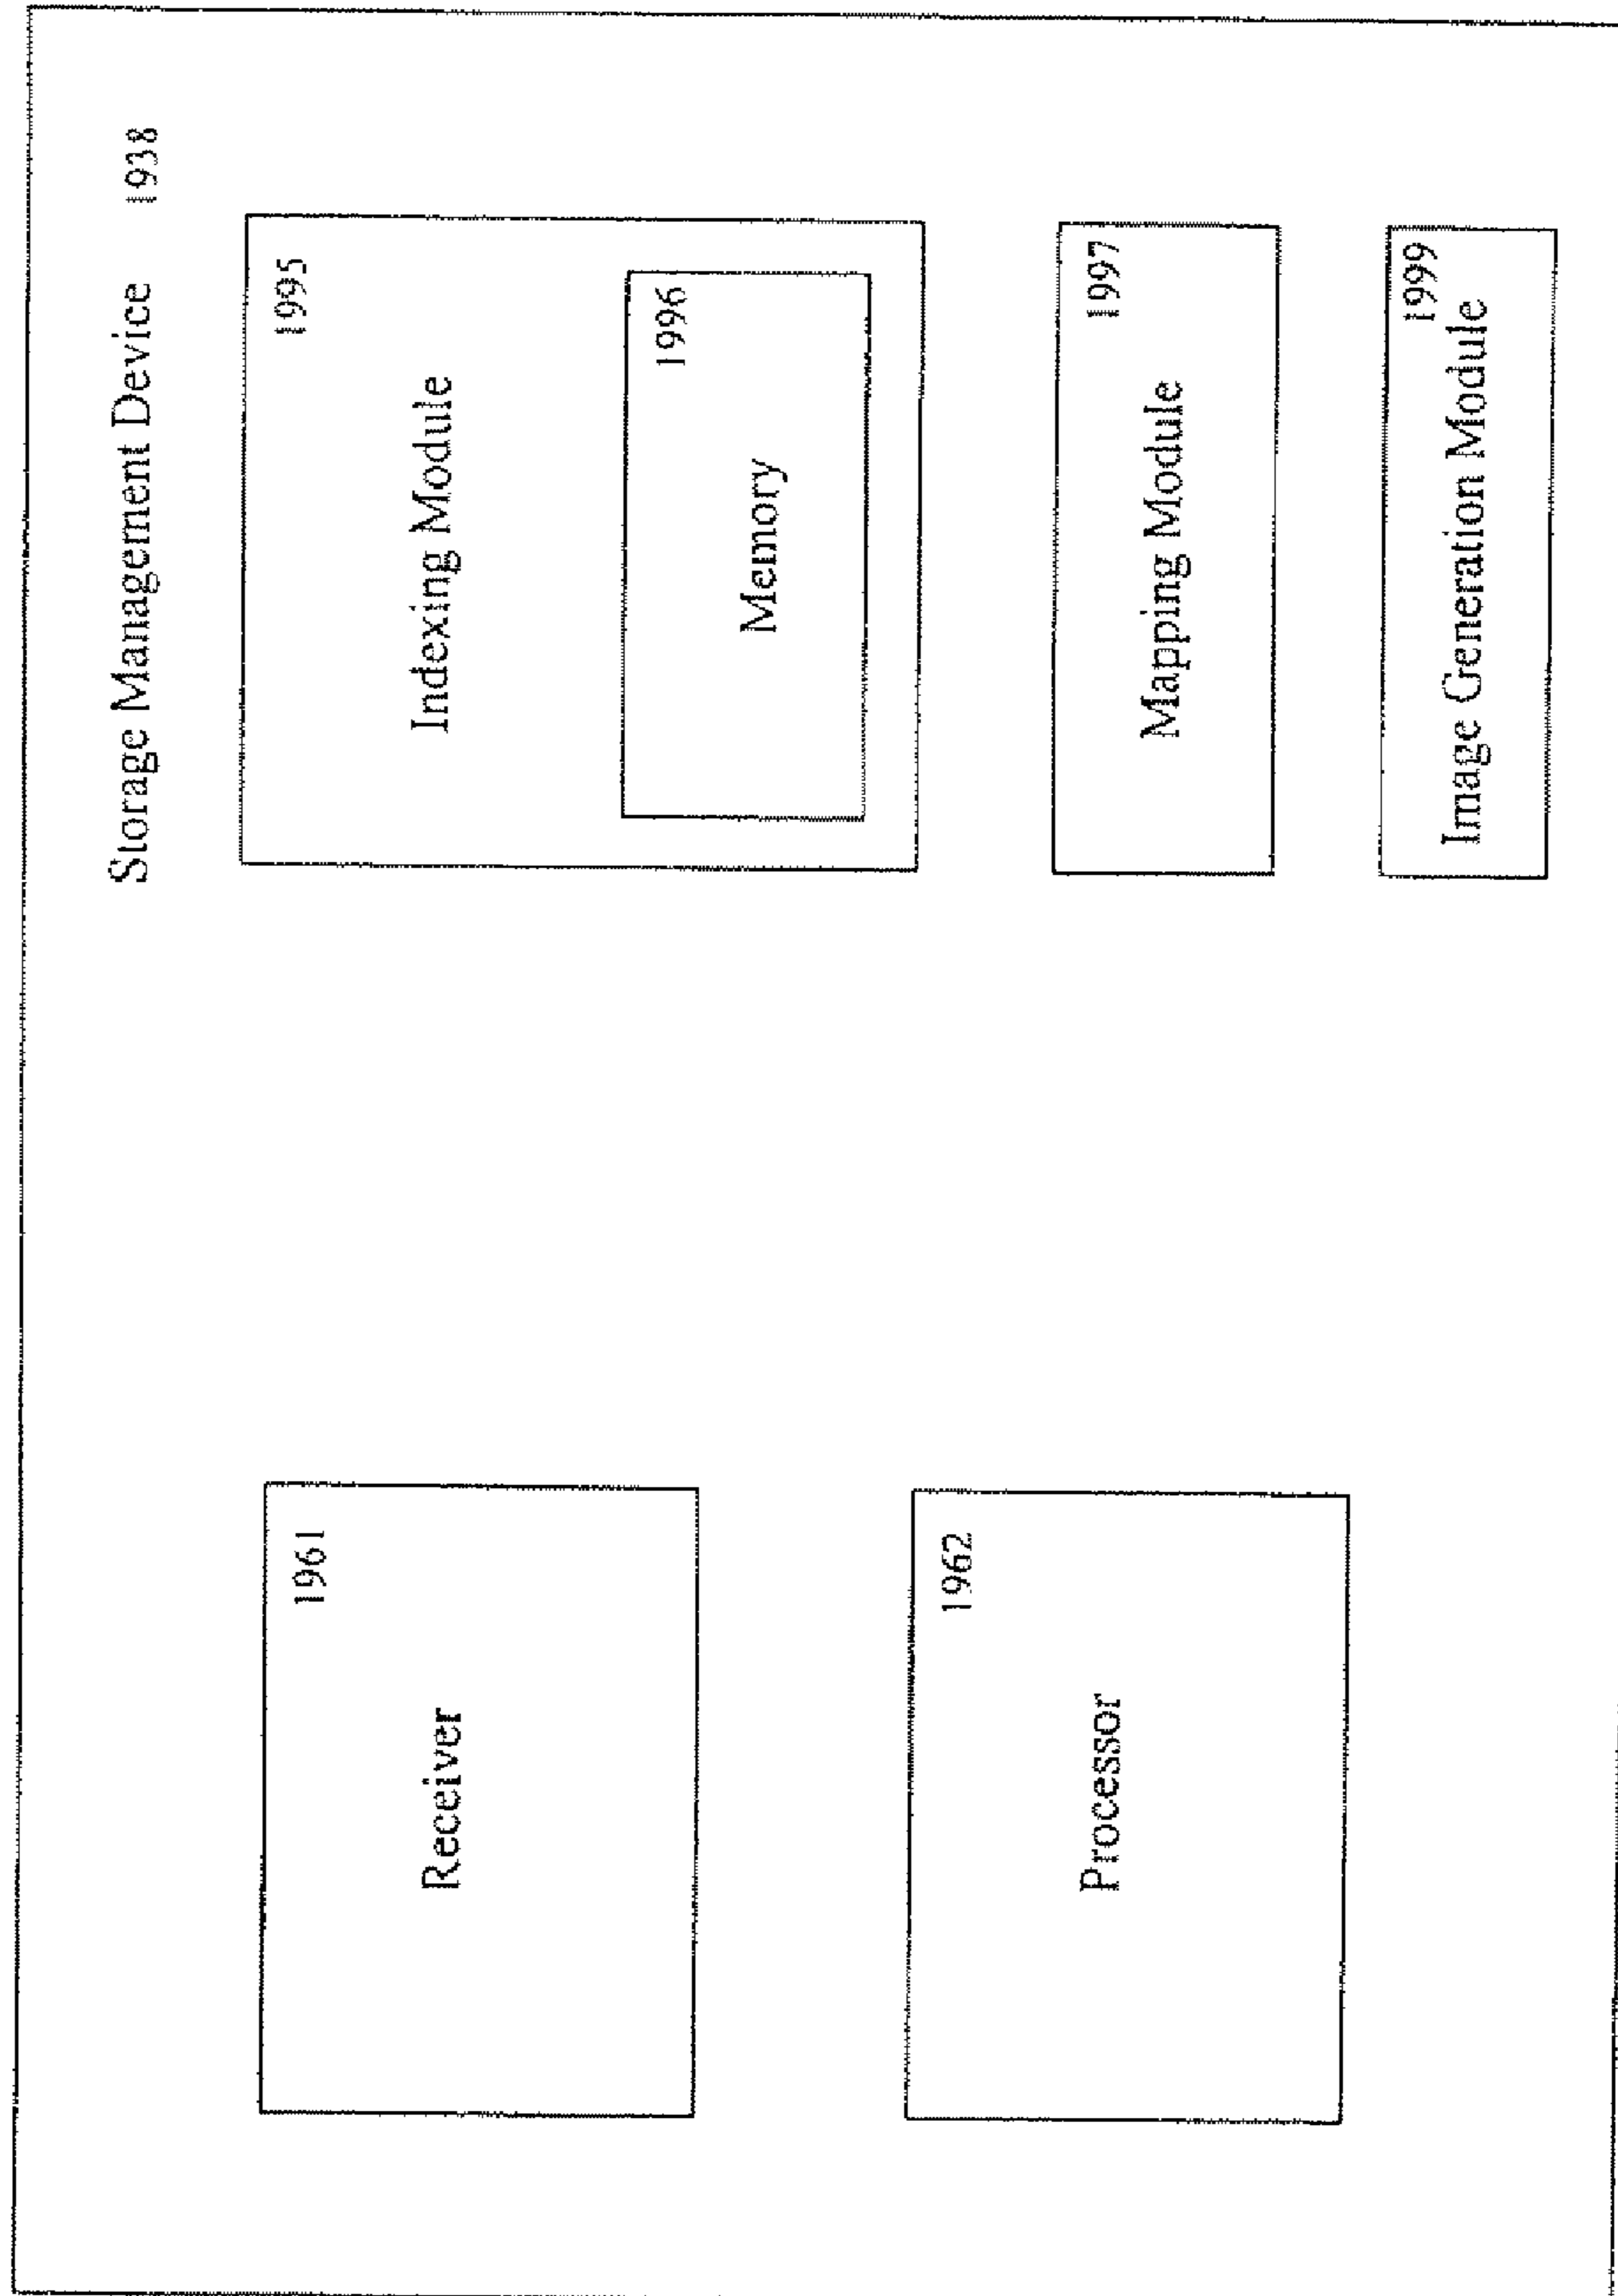 Storage Management Device 1938
1961
Receiver
1962
Processor
1995
Indexing Module
1996
Memory
1997
Mapping Module
1999
Image Generation Module